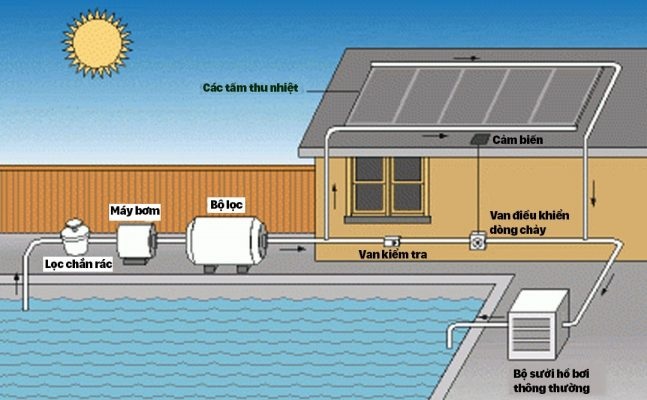 Các tấm thu nhiệt
Cảm biến
Máy bơm
Bộ lọc
Van điều khiển
dòng chảy
Lọc chắn rác
Van kiểm tra
Bộ sưởi hồ bơi
thông thường